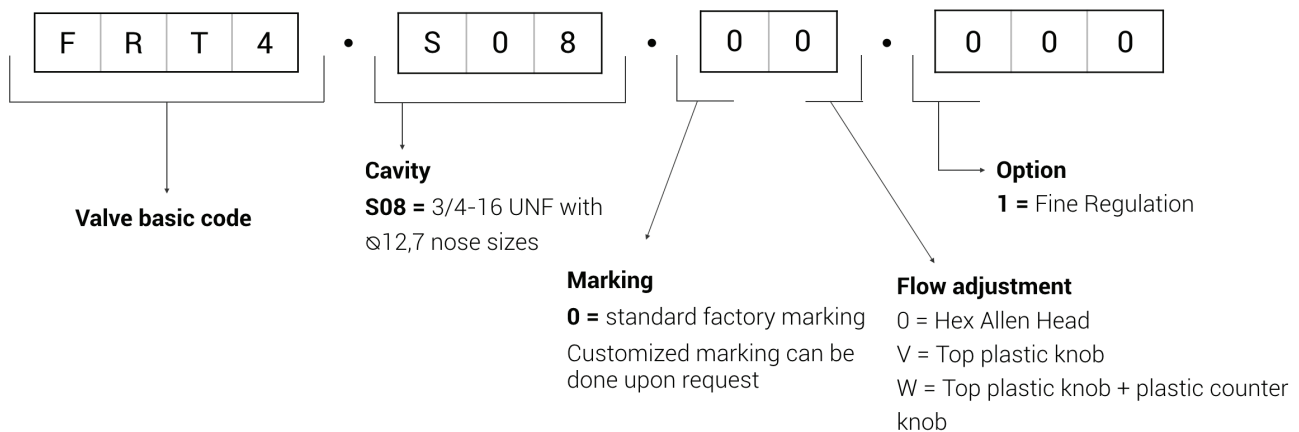 F R T 4 • S 0 8 • 0 0 • 0 0 0
Valve basic code
Cavity
S08 = 3/4-16 UNF with
⦰12,7 nose sizes
Marking
0 = standard factory marking
Customized marking can be
done upon request
Flow adjustment
0 = Hex Allen Head
V = Top plastic knob
W = Top plastic knob + plastic counter
knob
Option
1 = Fine Regulation